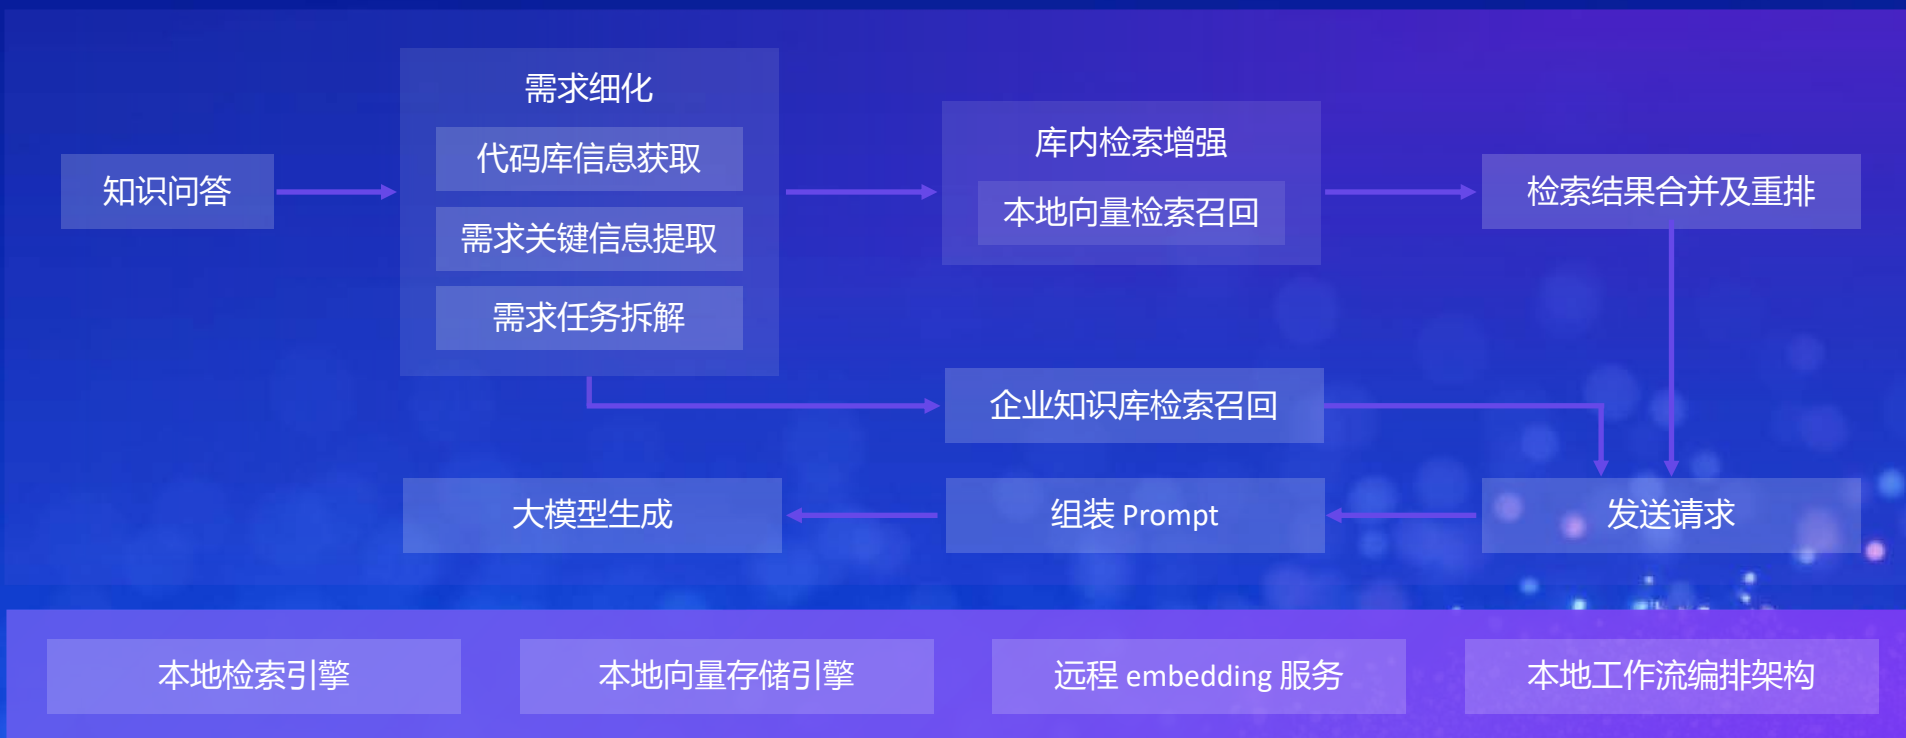 知识问答
需求细化
代码库信息获取
需求关键信息提取
需求任务拆解
库内检索增强
本地向量检索召回
检索结果合并及重排
企业知识库检索召回
大模型生成
组装 Prompt
发送请求
本地检索引擎
本地向量存储引擎
远程 embedding 服务
本地工作流编排架构